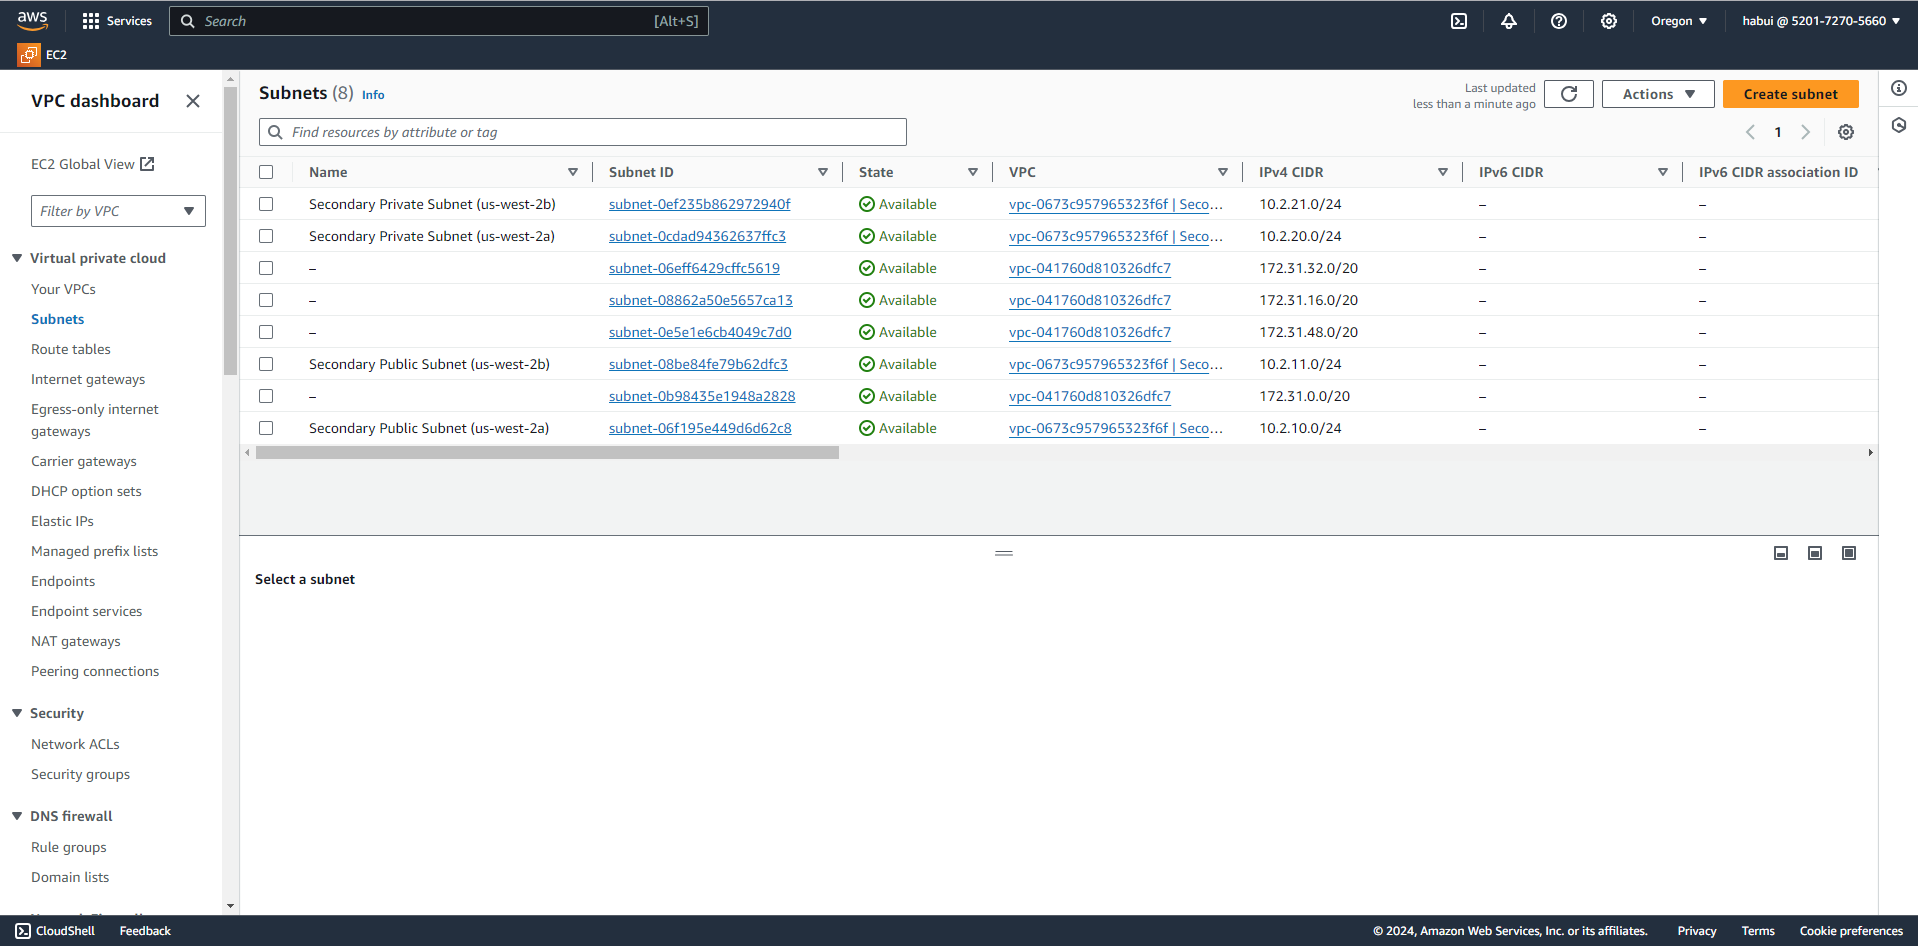 aws
Services
Search
[Alt+S]
Oregon
habui @ 5201-7270-5660
EC2
VPC dashboard
EC2 Global View
Filter by VPC
Virtual private cloud
Your VPCs
Subnets
Route tables
Internet gateways
Egress-only internet
gateways
Carrier gateways
DHCP option sets
Elastic IPs
Managed prefix lists
Endpoints
Endpoint services
NAT gateways
Peering connections
Security
Network ACLs
Security groups
DNS firewall
Rule groups
Domain lists
Subnets (8) Info
Last updated
less than a minute ago
Actions
Create subnet
Find resources by attribute or tag
1
Name Subnet ID State VPC IPv4 CIDR IPv6 CIDR IPv6 CIDR association ID
Secondary Private Subnet (us-west-2b) subnet-0ef235b862972940f Available vpc-0673c957965323f6f | Seco... 10.2.21.0/24 – –
Secondary Private Subnet (us-west-2a) subnet-0cdad94362637ffc3 Available vpc-0673c957965323f6f | Seco... 10.2.20.0/24 – –
– subnet-06eff6429cffc5619 Available vpc-041760d810326dfc7 172.31.32.0/20 – –
– subnet-08862a50e5657ca13 Available vpc-041760d810326dfc7 172.31.16.0/20 – –
– subnet-0e5e1e6cb4049c7d0 Available vpc-041760d810326dfc7 172.31.48.0/20 – –
Secondary Public Subnet (us-west-2b) subnet-08be84fe79b62dfc3 Available vpc-0673c957965323f6f | Seco... 10.2.11.0/24 – –
– subnet-0b98435e1948a2828 Available vpc-041760d810326dfc7 172.31.0.0/20 – –
Secondary Public Subnet (us-west-2a) subnet-06f195e449d6d62c8 Available vpc-0673c957965323f6f | Seco... 10.2.10.0/24 – –
Select a subnet
CloudShell
Feedback
© 2024, Amazon Web Services, Inc. or its affiliates.
Privacy
Terms
Cookie preferences